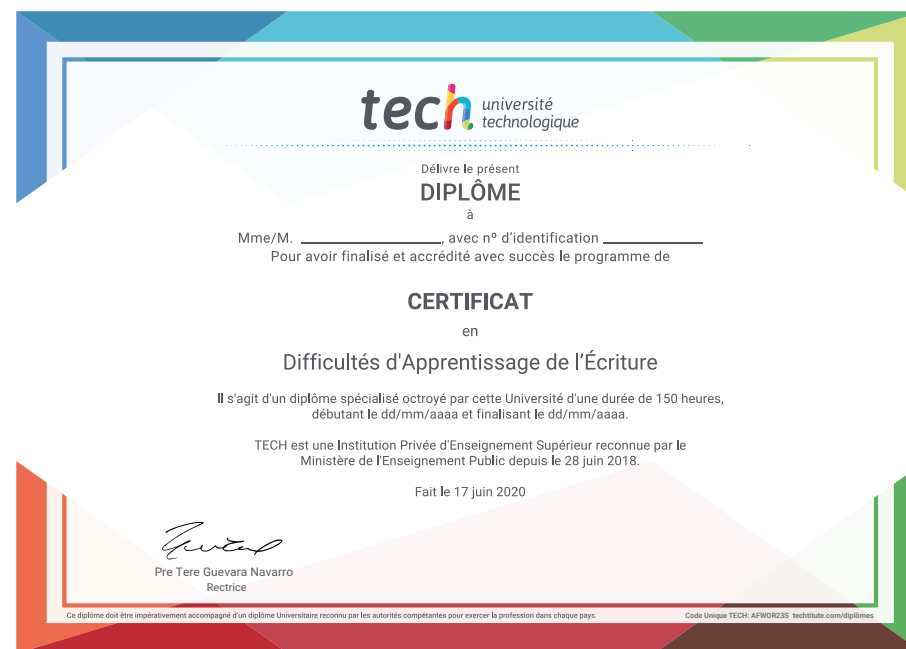 tech université
technologique
Délivre le présent
DIPLÔME
à
Mme/M. ____________________, avec nº d'identification ______________
Pour avoir finalisé et accrédité avec succès le programme de
CERTIFICAT
en
Difficultés d'Apprentissage de l'Écriture
Il s'agit d'un diplôme spécialisé octroyé par cette Université d'une durée de 150 heures,
débutant le dd/mm/aaaa et finalisant le dd/mm/aaaa.
TECH est une Institution Privée d'Enseignement Supérieur reconnue par le
Ministère de l'Enseignement Public depuis le 28 juin 2018.
Fait le 17 juin 2020
Pre Tere Guevara Navarro
Rectrice
Ce diplôme doit être impérativement accompagné d'un diplôme Universitaire reconnu par les autorités compétantes pour exercer la profession dans chaque pays.
Code Unique TECH: AFWOR23S techtitute.com/diplômes